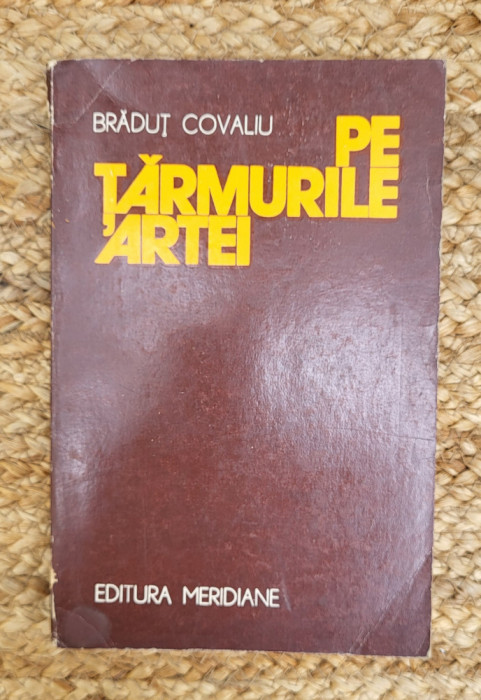 BRĂDUȚ COVALIU
PE
ȚĂRMURILE
ARTEI
EDITURA MERIDIANE